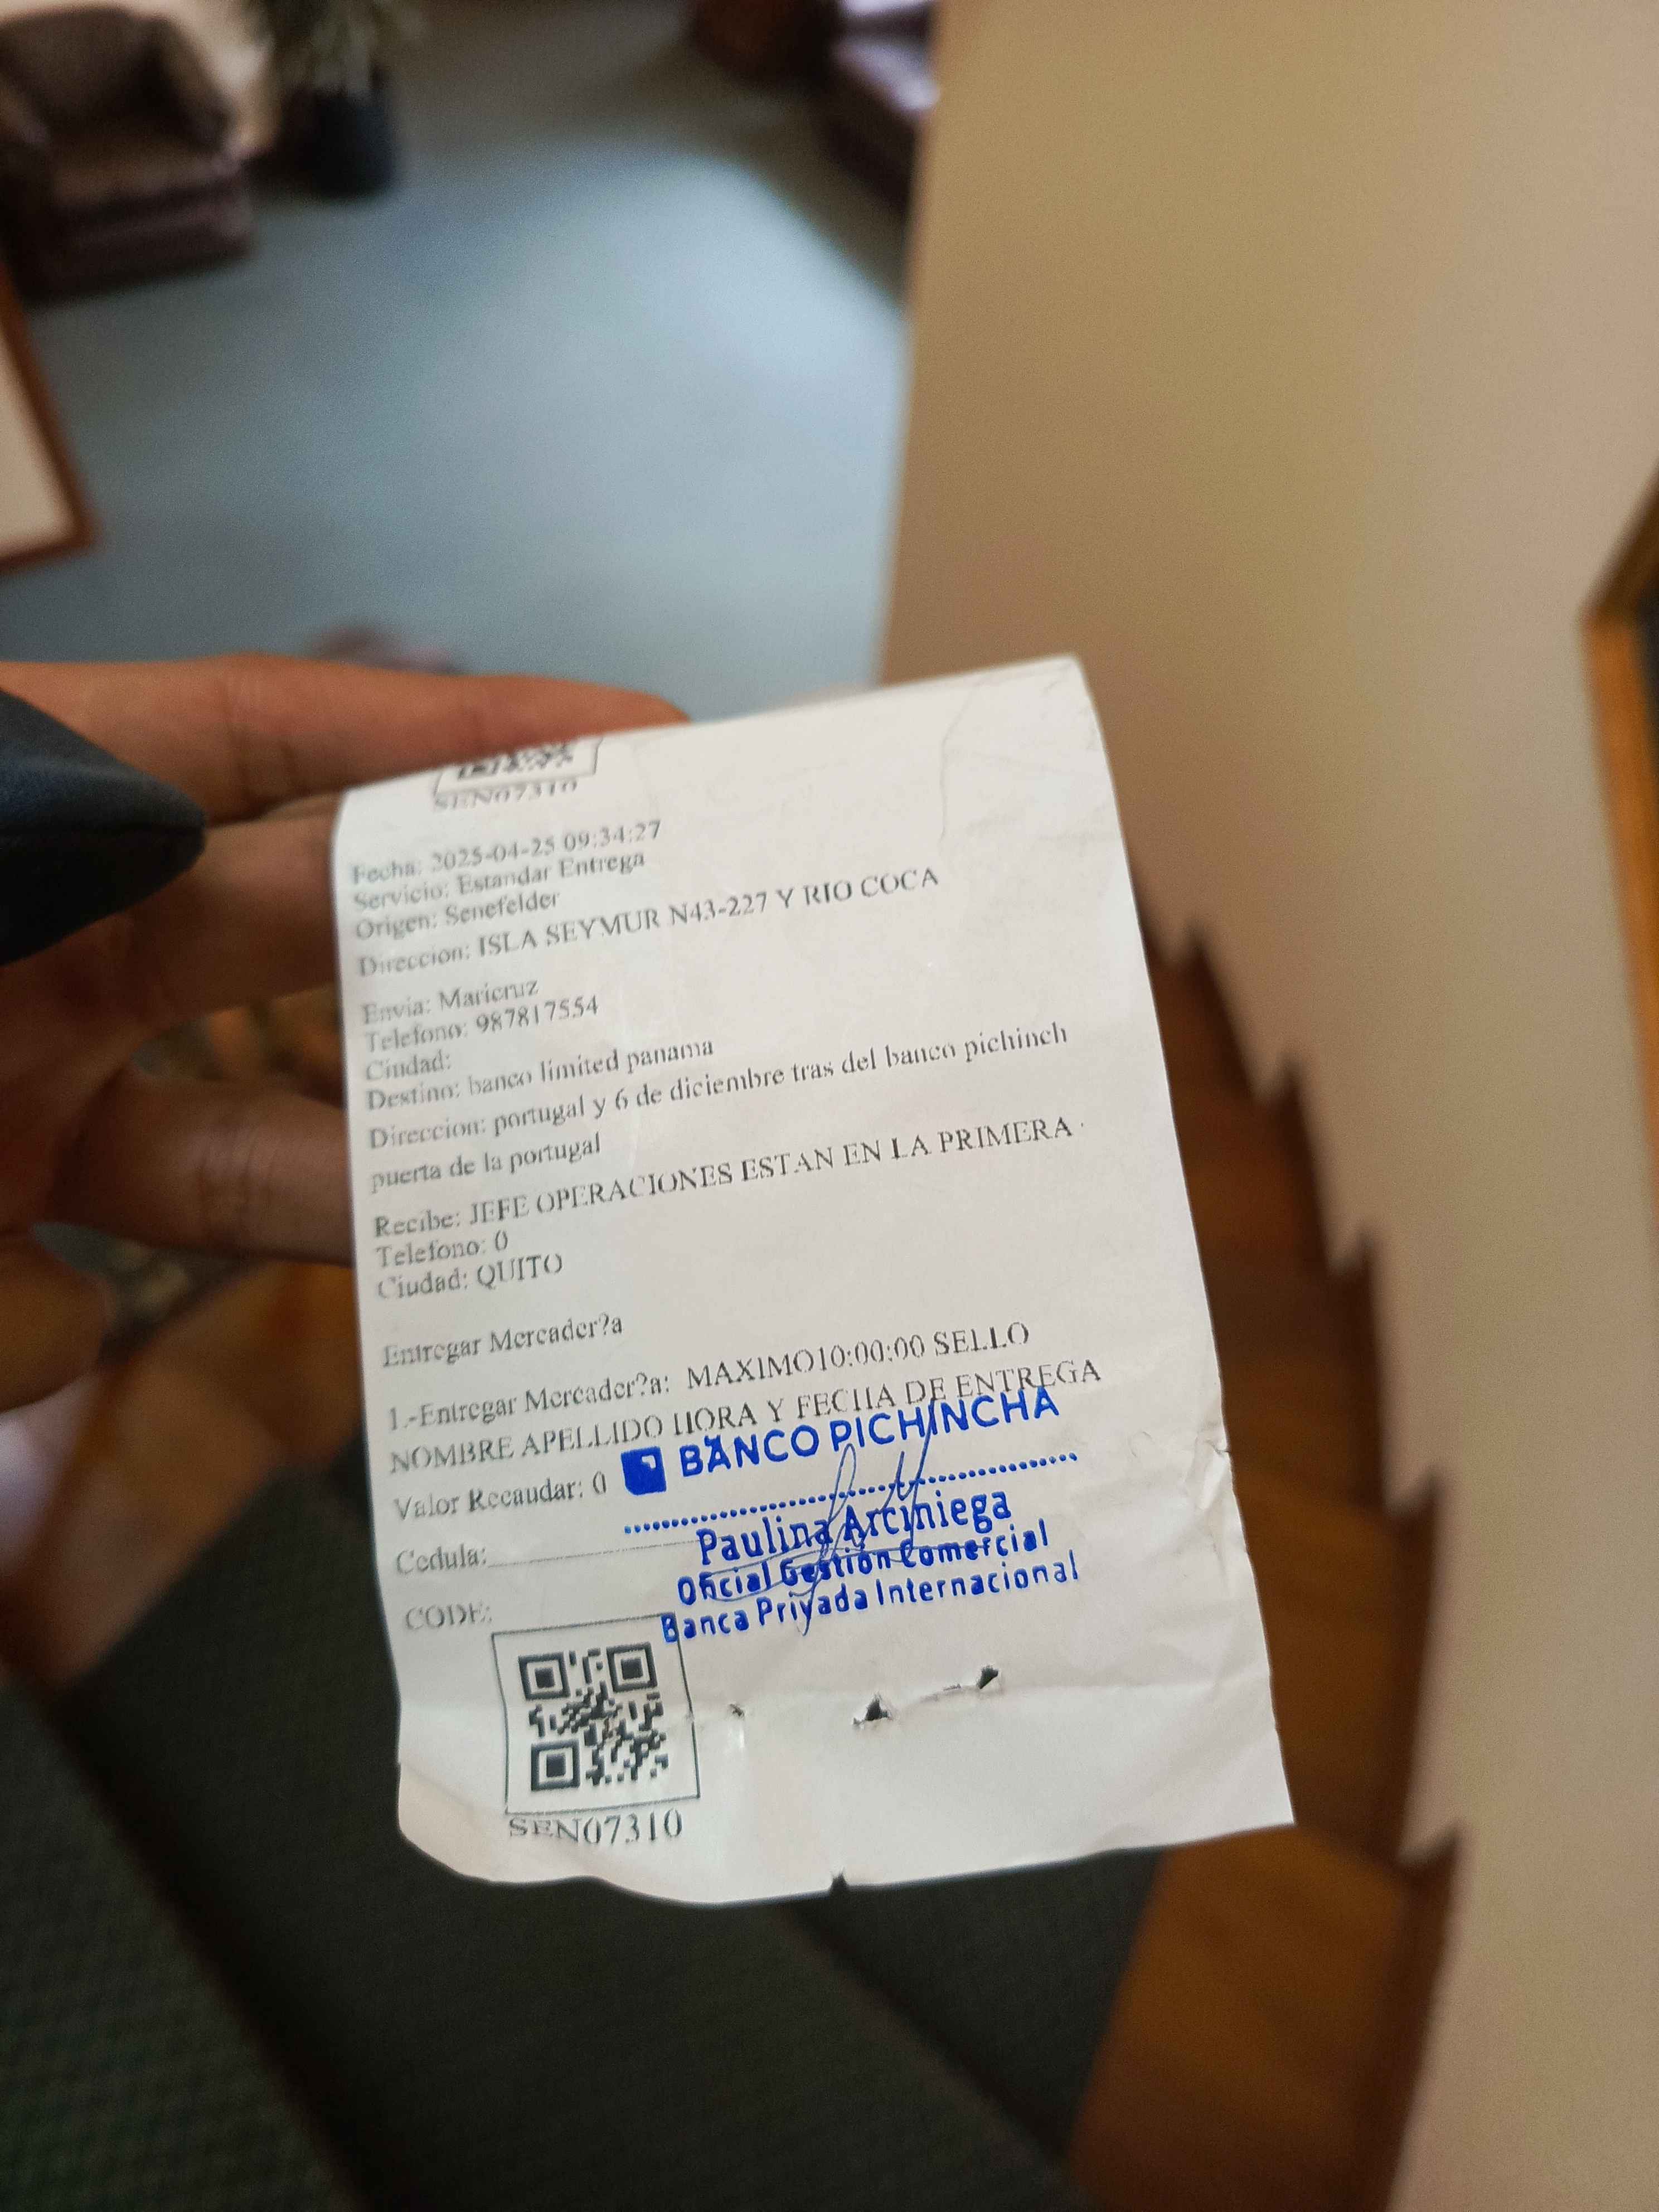 SEN07310
Fecha: 2025-04-25 09:34:27
Servicio: Estandar Entrega
Origen: Senefelder
Direccion: ISLA SEYMUR N43-227 Y RIO COCA
Envia: Maricruz
Telefono: 987817554
Ciudad:
Destino: banco limited panama
Direccion: portugal y 6 de diciembre tras del banco pichinch
puerta de la portugal
Recibe: JEFE OPERACIONES ESTAN EN LA PRIMERA
Telefono: 0
Ciudad: QUITO
Entregar Mercader?a
1.-Entregar Mercader?a: MAXIMO10:00:00 SELLO
NOMBRE APELLIDO HORA Y FECHA DE ENTREGA
Valor Recaudar: 0
BANCO PICHINCHA
Cedula:
Paulina Arciniega
Oficial Gestión Comercial
Banca Privada Internacional
CODE:
SEN07310